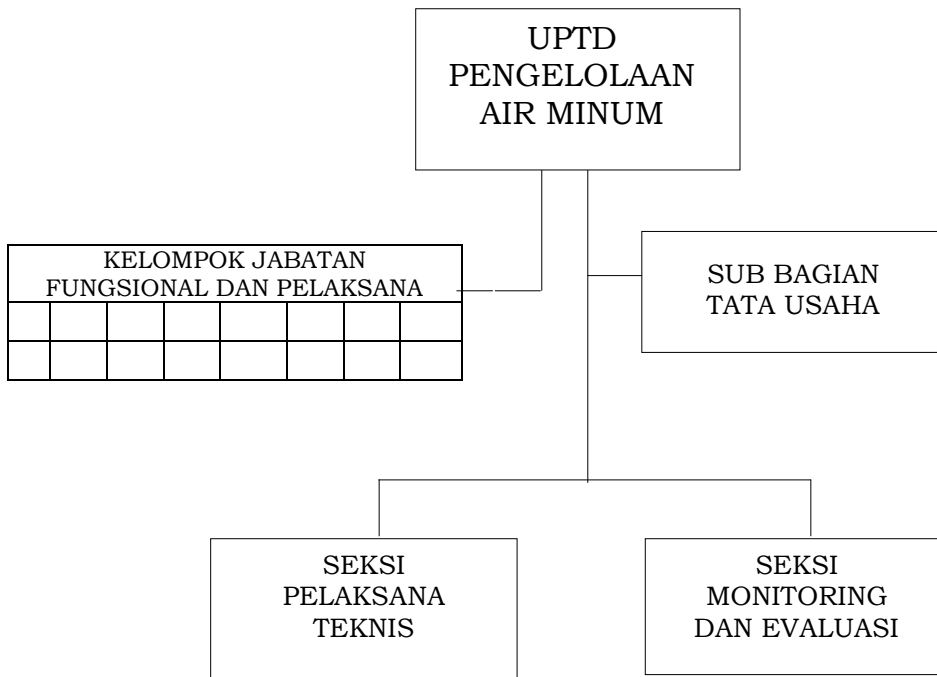 UPTD
PENGELOLAAN
AIR MINUM
KELOMPOK JABATAN
FUNGSIONAL DAN PELAKSANA
SUB BAGIAN
TATA USAHA
SEKSI
PELAKSANA
TEKNIS
SEKSI
MONITORING
DAN EVALUASI